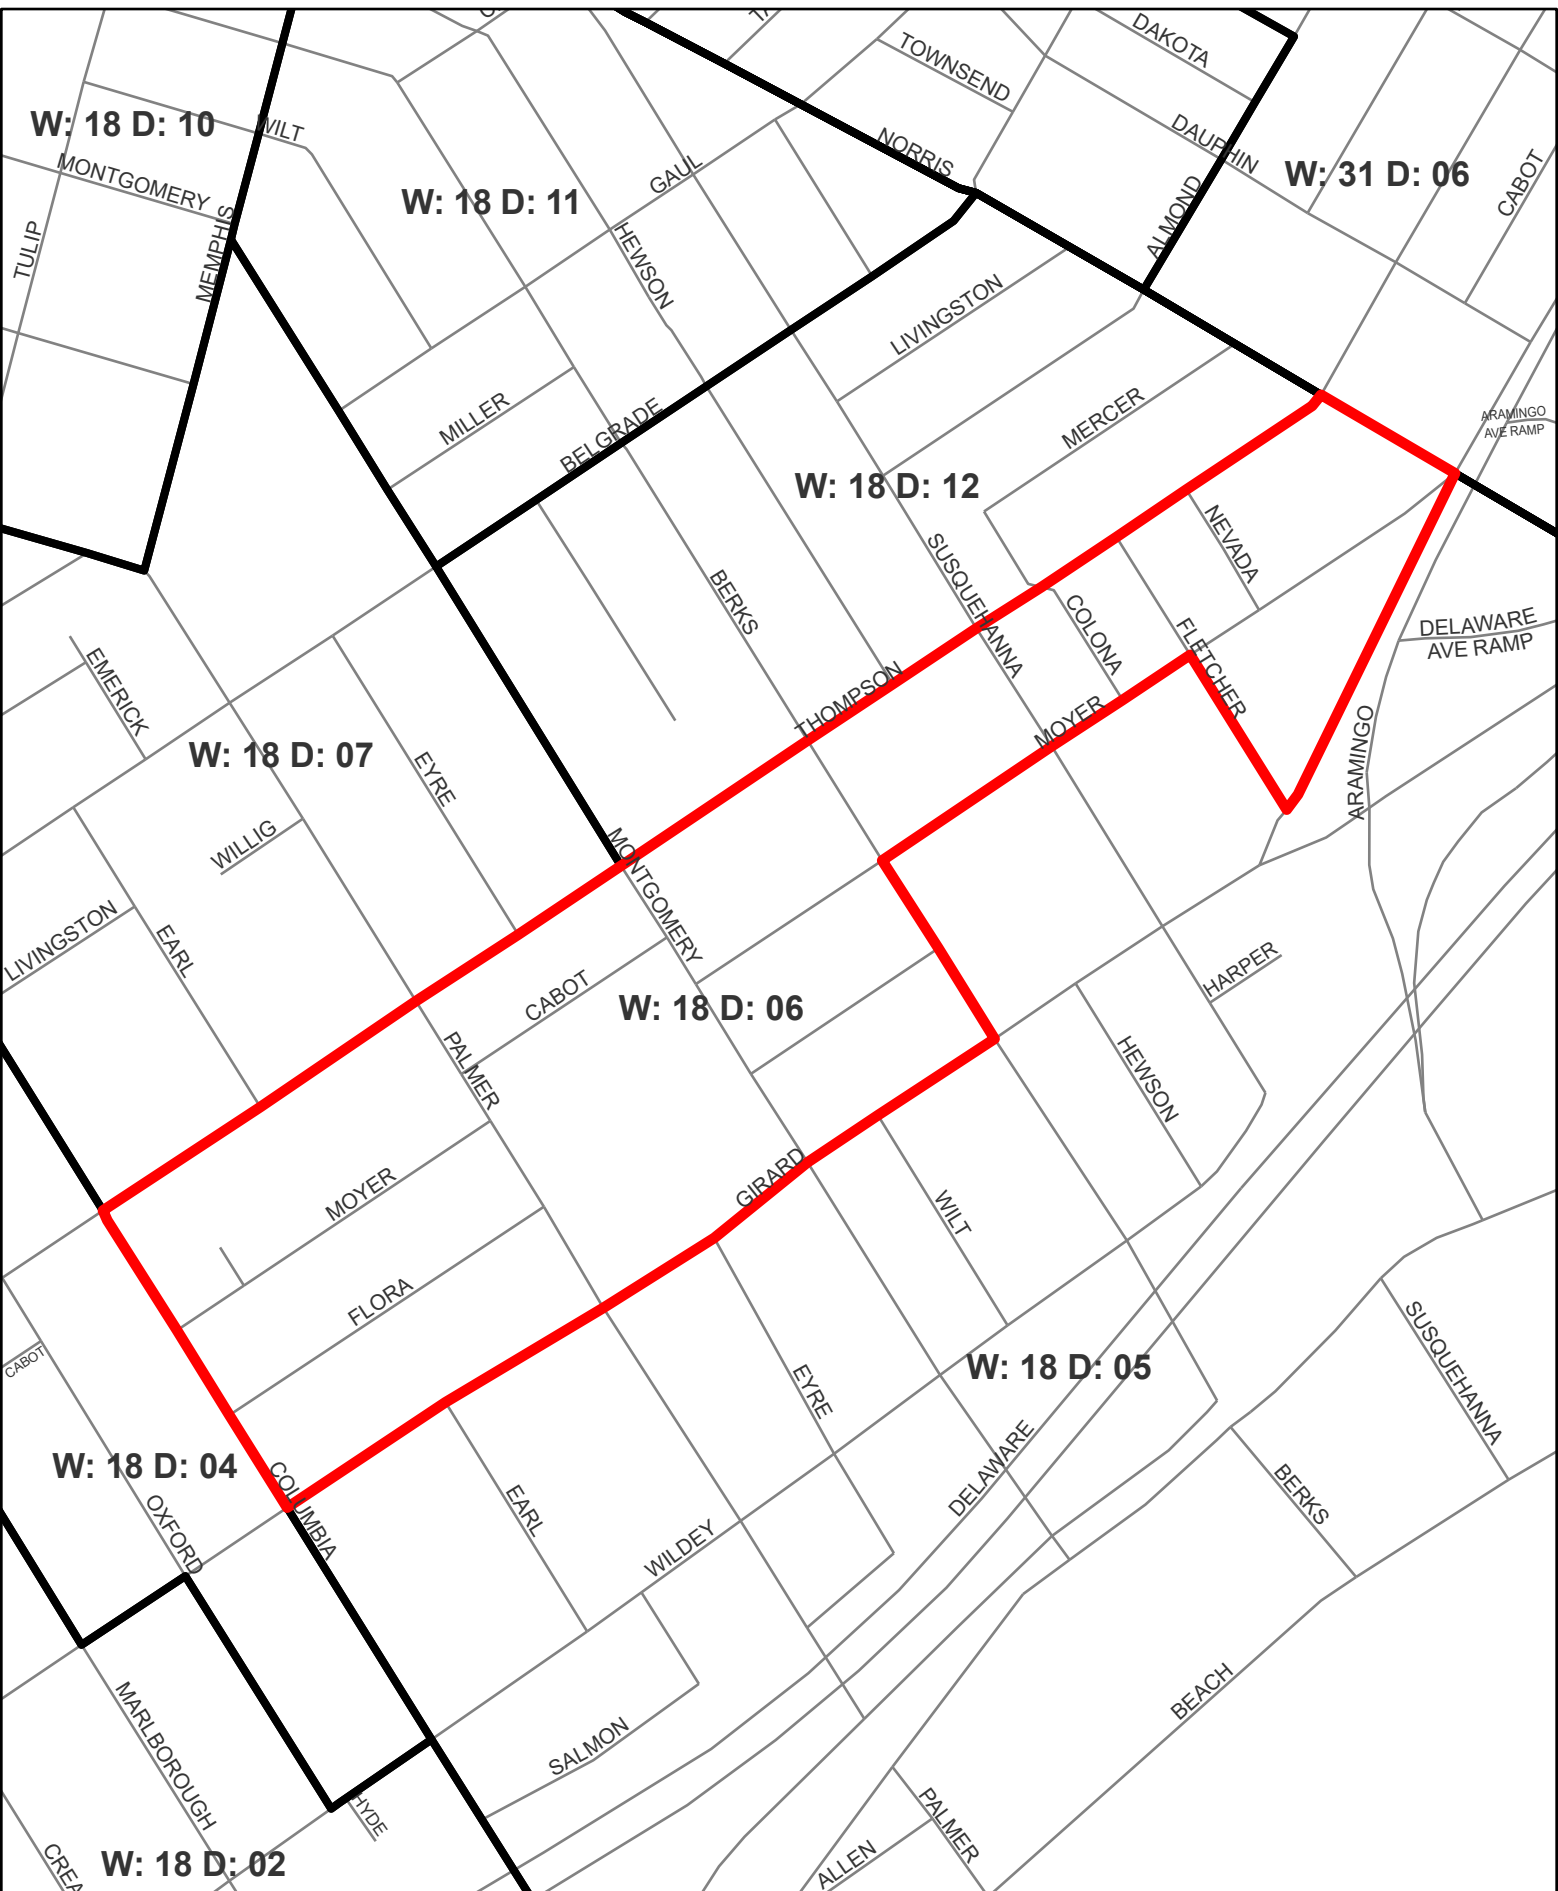 DAKOTA
TOWNSEND
W: 18 D: 10
WILT
NORRIS
DAUPHIN
W: 31 D: 06
CABOT
MONTGOMERY
GAUL
W: 18 D: 11
ALMOND
TULIP
MEMPHIS
HEWSON
LIVINGSTON
MILLER
BELGRADE
MERCER
ARAMINGO
AVE RAMP
W: 18 D: 12
NEVADA
SUSQUEHANNA
BERKS
COLONA
FLETCHER
DELAWARE
AVE RAMP
EMERICK
THOMPSON
MOYER
W: 18 D: 07
EYRE
ARAMINGO
WILLIG
MONTGOMERY
LIVINGSTON
EARL
CABOT
W: 18 D: 06
HARPER
PALMER
HEWSON
MOYER
GIRARD
WILT
FLORA
CABOT
W: 18 D: 05
EYRE
SUSQUEHANNA
W: 18 D: 04
COLUMBIA
OXFORD
EARL
DELAWARE
BERKS
WILDEY
MARLBOROUGH
SALMON
BEACH
HYDE
PALMER
ALLEN
W: 18 D: 02
CREA